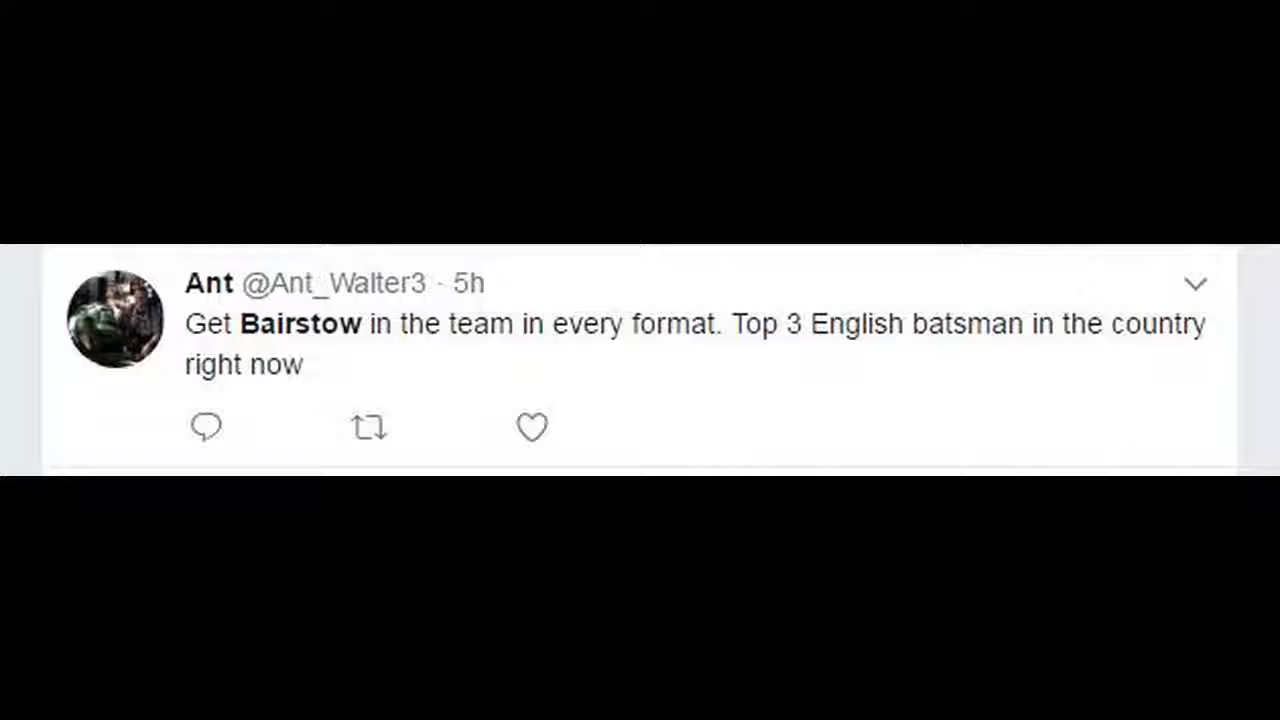 Ant @Ant_Walter3 · 5h
Get Bairstow in the team in every format. Top 3 English batsman in the country
right now